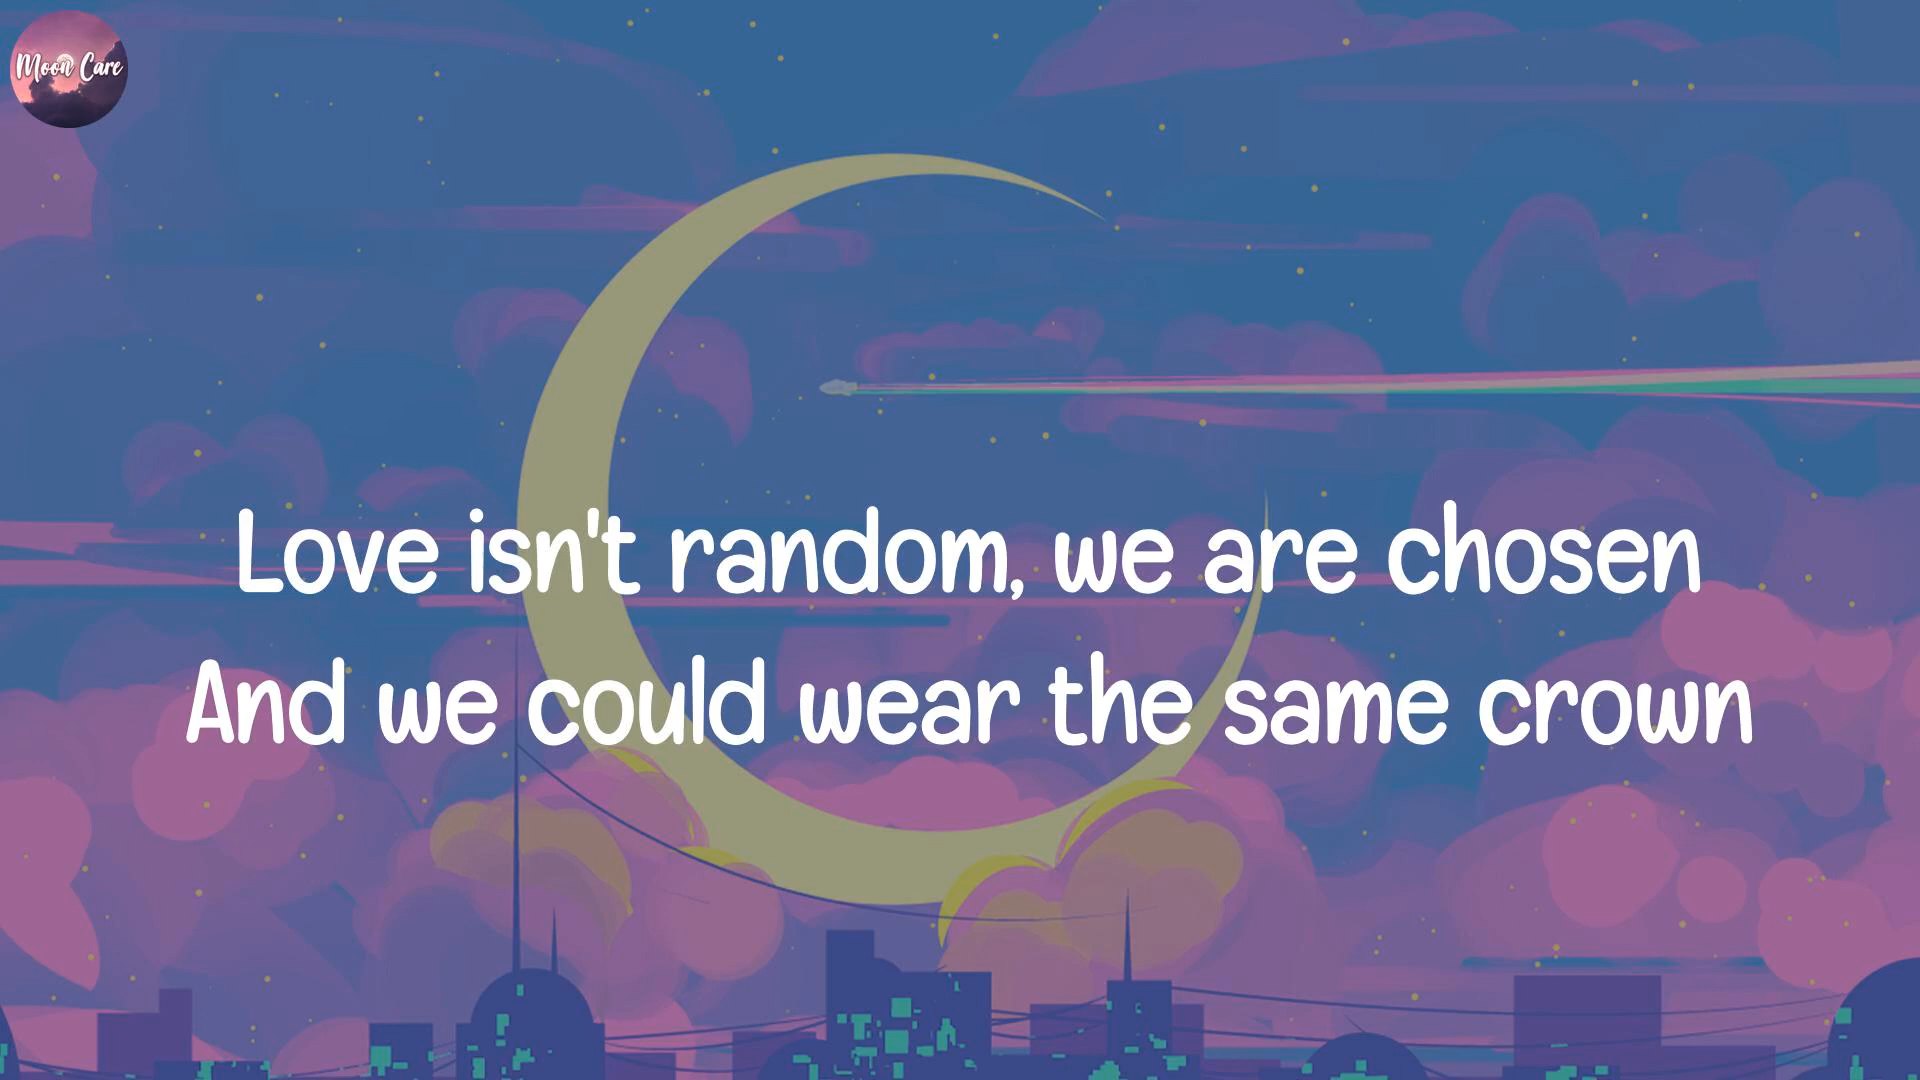 Moon Care
Love isn't random, we are chosen
And we could wear the same crown